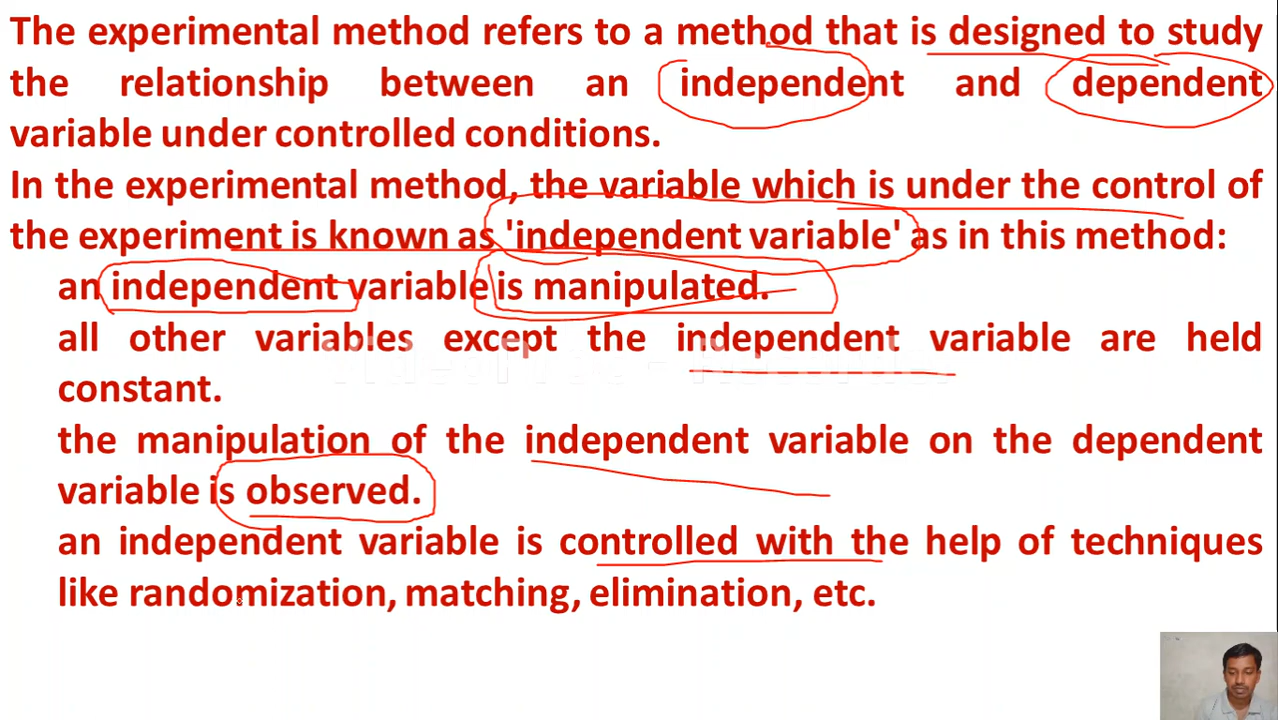 The experimental method refers to a method that is designed to study
the relationship between an independent and dependent
variable under controlled conditions.
In the experimental method, the variable which is under the control of
the experiment is known as 'independent variable' as in this method:
an independent variable is manipulated.
all other variables except the independent variable are held
constant.
the manipulation of the independent variable on the dependent
variable is observed.
an independent variable is controlled with the help of techniques
like randomization, matching, elimination, etc.